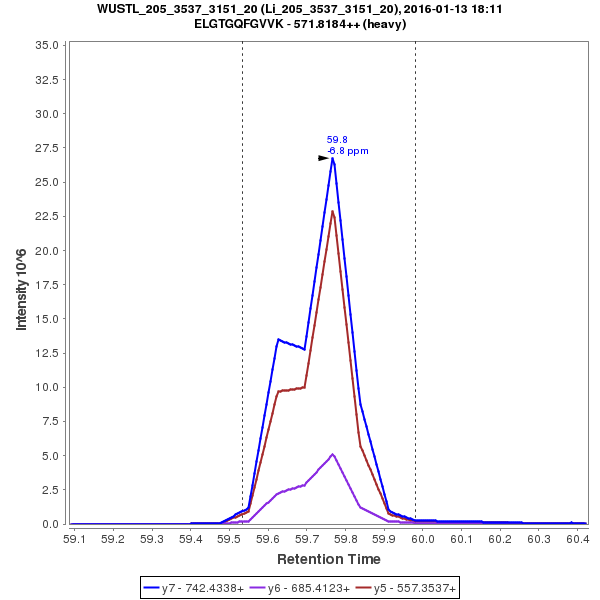 WUSTL_205_3537_3151_20 (Li_205_3537_3151_20), 2016-01-13 18:11
ELGTGQFGVVK - 571.8184++ (heavy)
35.0
32.5
30.0
27.5
25.0
22.5
20.0
17.5
15.0
12.5
10.0
7.5
5.0
2.5
0.0
Intensity 10^6
59.8
-6.8 ppm
59.1 59.2 59.3 59.4 59.5 59.6 59.7 59.8 59.9 60.0 60.1 60.2 60.3 60.4
Retention Time
y7 - 742.4338+ y6 - 685.4123+ y5 - 557.3537+